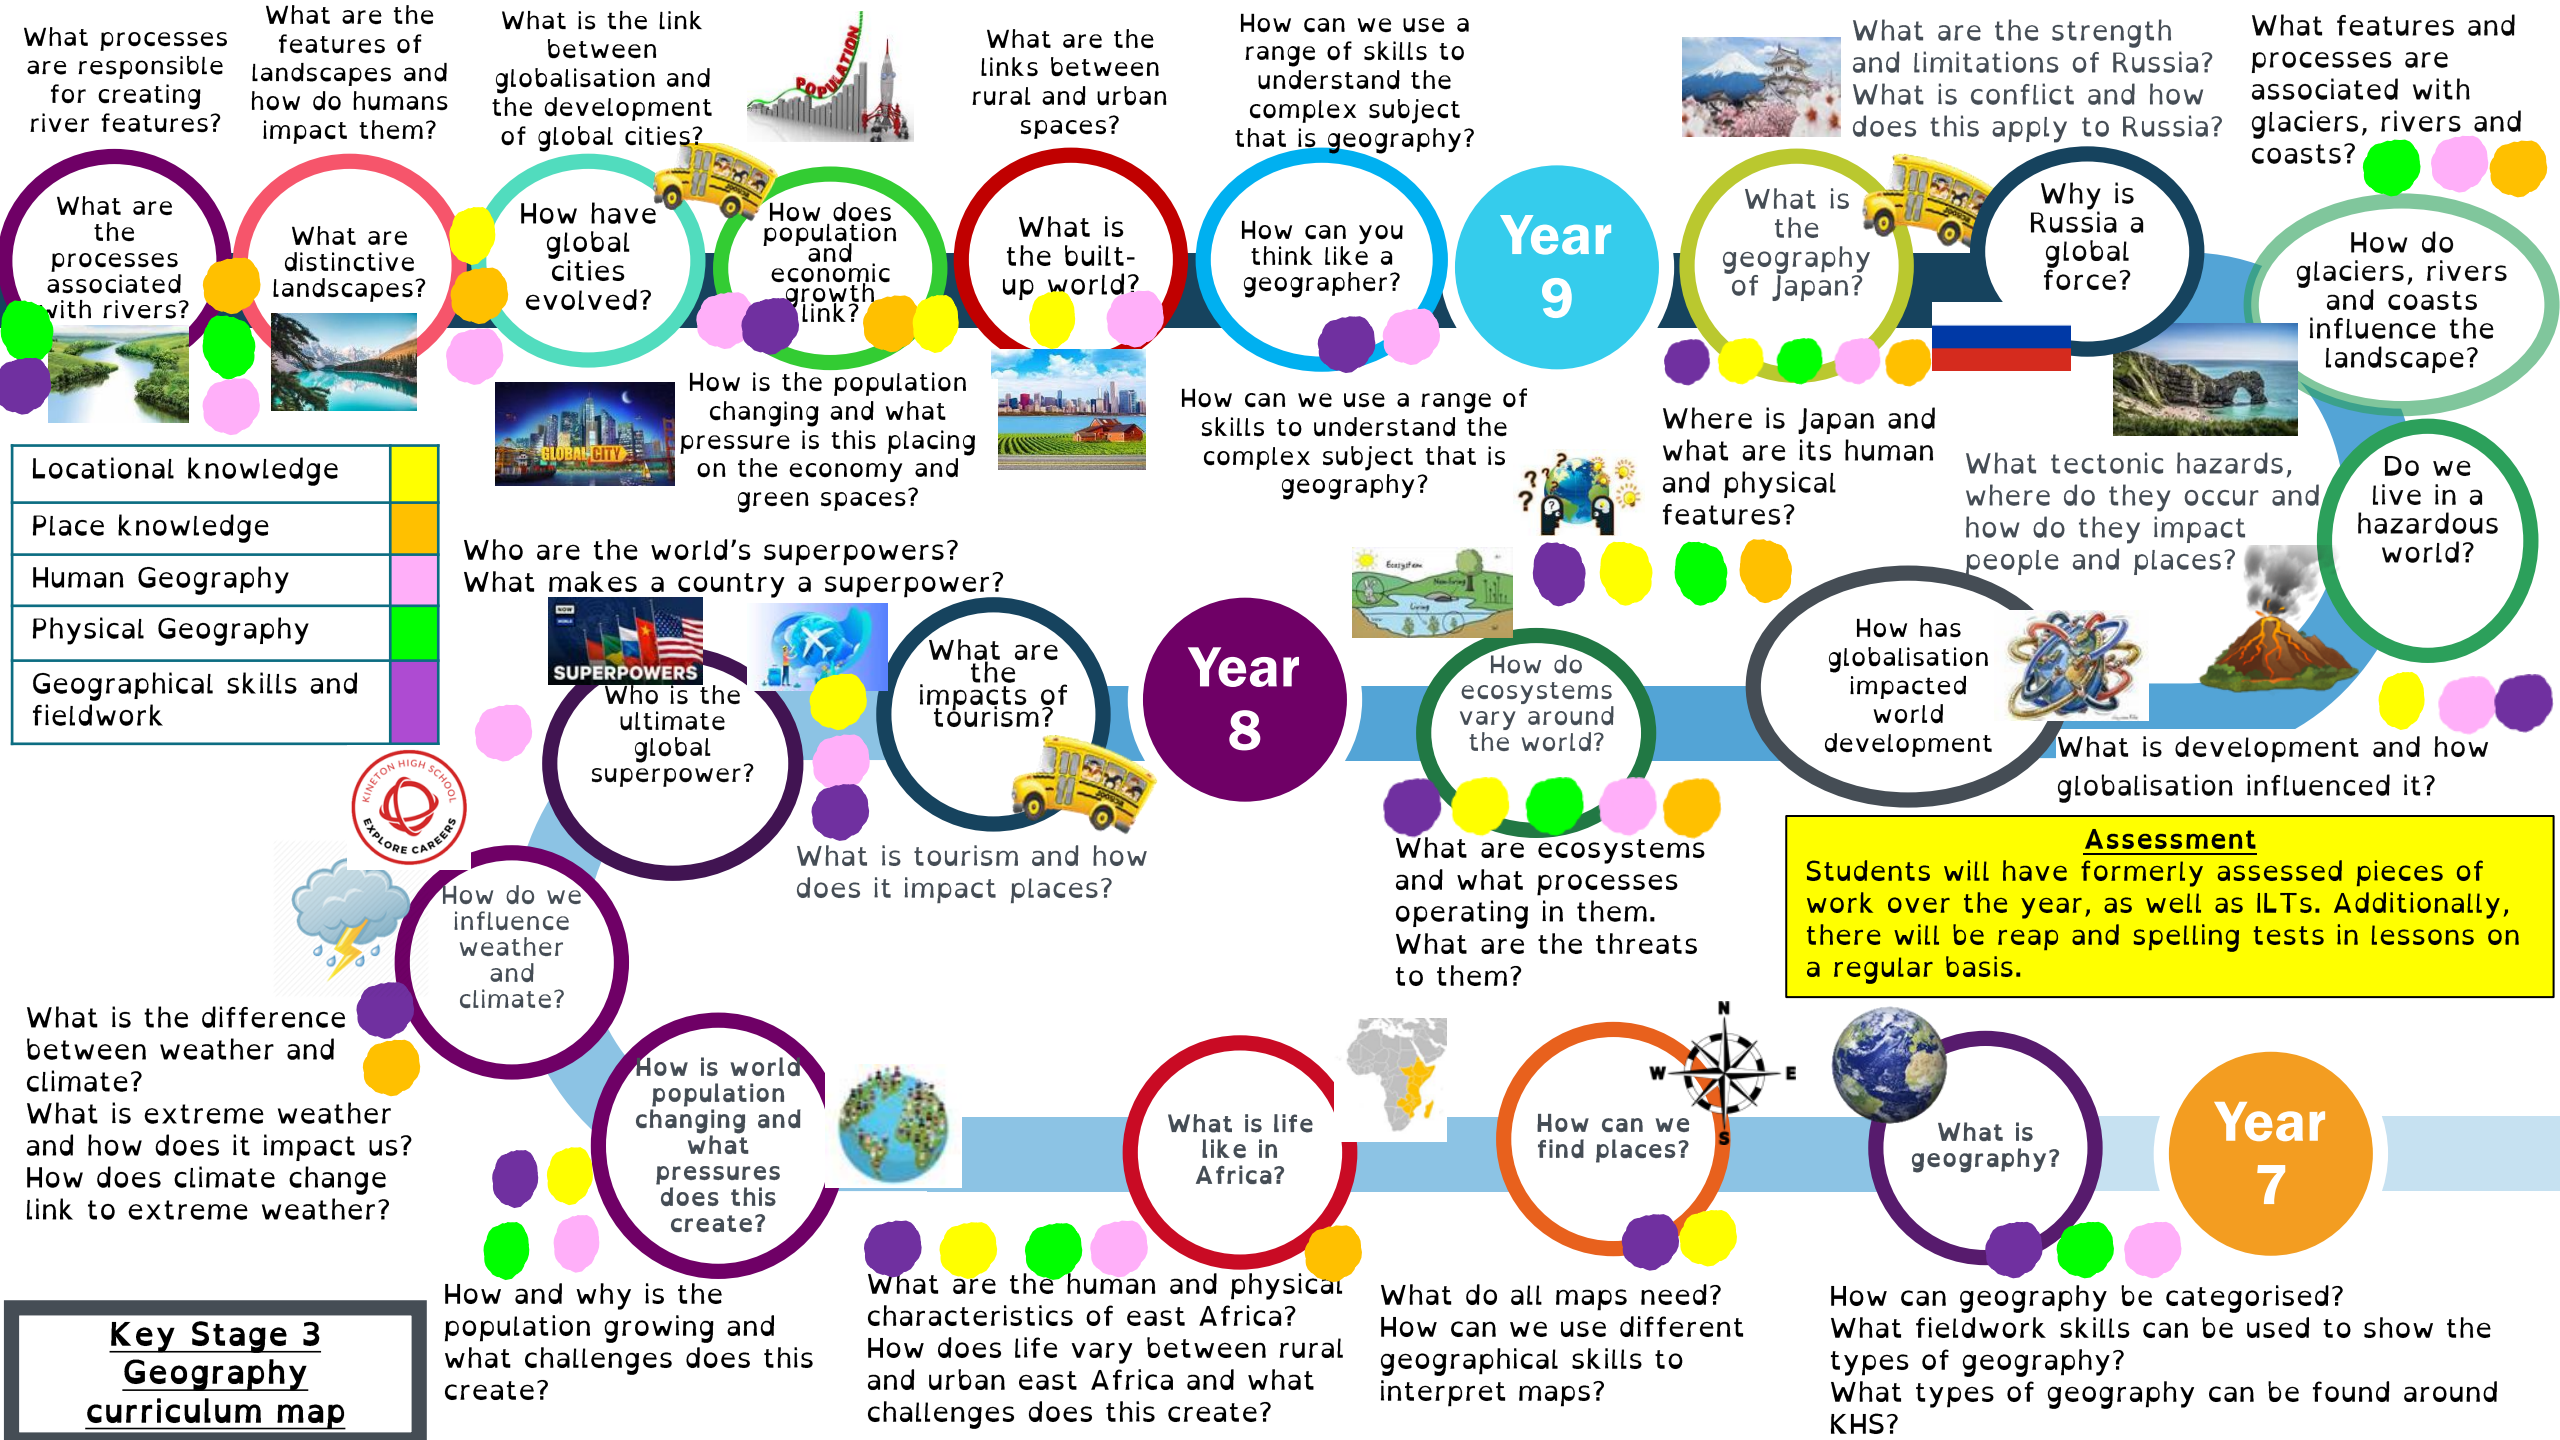 What processes
are responsible
for creating
river features?
What are the
features of
landscapes and
how do humans
impact them?
What is the link
between
globalisation and
the development
of global cities?
POPULATION
What are the
links between
rural and urban
spaces?
How can we use a
range of skills to
understand the
complex subject
that is geography?
What are the strength
and limitations of Russia?
What is conflict and how
does this apply to Russia?
What features and
processes are
associated with
glaciers, rivers and
coasts?
What are
the
processes
associated
with rivers?
What are
distinctive
landscapes?
How have
global
cities
evolved?
How does
population
and
economic
growth
link?
What is
the built-
up world?
How can you
think like a
geographer?
Year
9
What is
the
geography
of Japan?
Why is
Russia a
global
force?
How do
glaciers, rivers
and coasts
influence the
landscape?
GLOBAL CITY
How is the population
changing and what
pressure is this placing
on the economy and
green spaces?
How can we use a range of
skills to understand the
complex subject that is
geography?
Where is Japan and
what are its human
and physical
features?
What tectonic hazards,
where do they occur and
how do they impact
people and places?
Do we
live in a
hazardous
world?
Locational knowledge
Place knowledge
Human Geography
Physical Geography
Geographical skills and
fieldwork
Who are the world's superpowers?
What makes a country a superpower?
NOW
SUPERPOWERS
Who is the
ultimate
global
superpower?
What are
the
impacts of
tourism?
SCHOOL
What is tourism and how
does it impact places?
Year
8
Ecosystem
Non-living
Living
How do
ecosystems
vary around
the world?
What are ecosystems
and what processes
operating in them.
What are the threats
to them?
How has
globalisation
impacted
world
development
What is development and how
globalisation influenced it?
Assessment
Students will have formerly assessed pieces of
work over the year, as well as ILTs. Additionally,
there will be reap and spelling tests in lessons on
a regular basis.
KINETON HIGH SCHOOL
EXPLORE CAREERS
How do we
influence
weather
and
climate?
What is the difference
between weather and
climate?
What is extreme weather
and how does it impact us?
How does climate change
link to extreme weather?
How is world
population
changing and
what
pressures
does this
create?
How and why is the
population growing and
what challenges does this
create?
What is life
like in
Africa?
What are the human and physical
characteristics of east Africa?
How does life vary between rural
and urban east Africa and what
challenges does this create?
How can we
find places?
N
W
E
S
What do all maps need?
How can we use different
geographical skills to
interpret maps?
What is
geography?
Year
7
How can geography be categorised?
What fieldwork skills can be used to show the
types of geography?
What types of geography can be found around
KHS?
Key Stage 3
Geography
curriculum map